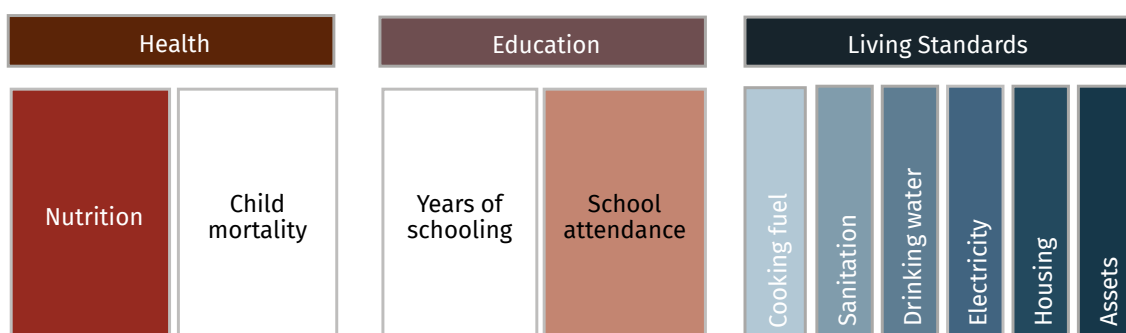 Health
Education
Living Standards
Nutrition
Child
mortality
Years of
schooling
School
attendance
Cooking fuel
Sanitation
Drinking water
Electricity
Housing
Assets